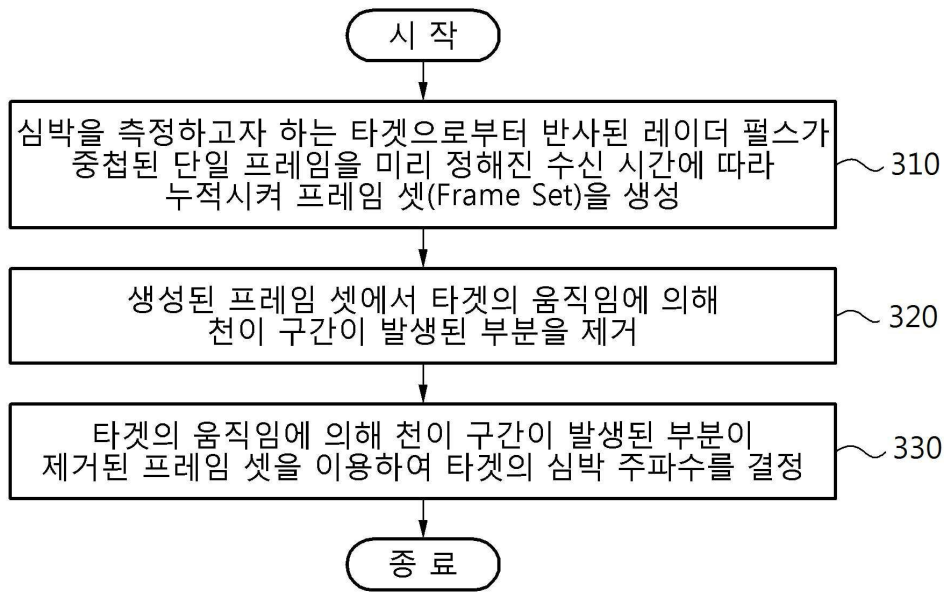 시 작
심박을 측정하고자 하는 타겟으로부터 반사된 레이더 펄스가
중첩된 단일 프레임을 미리 정해진 수신 시간에 따라
누적시켜 프레임 셋(Frame Set)을 생성
310
생성된 프레임 셋에서 타겟의 움직임에 의해
천이 구간이 발생된 부분을 제거
320
타겟의 움직임에 의해 천이 구간이 발생된 부분이
제거된 프레임 셋을 이용하여 타겟의 심박 주파수를 결정
330
종 료